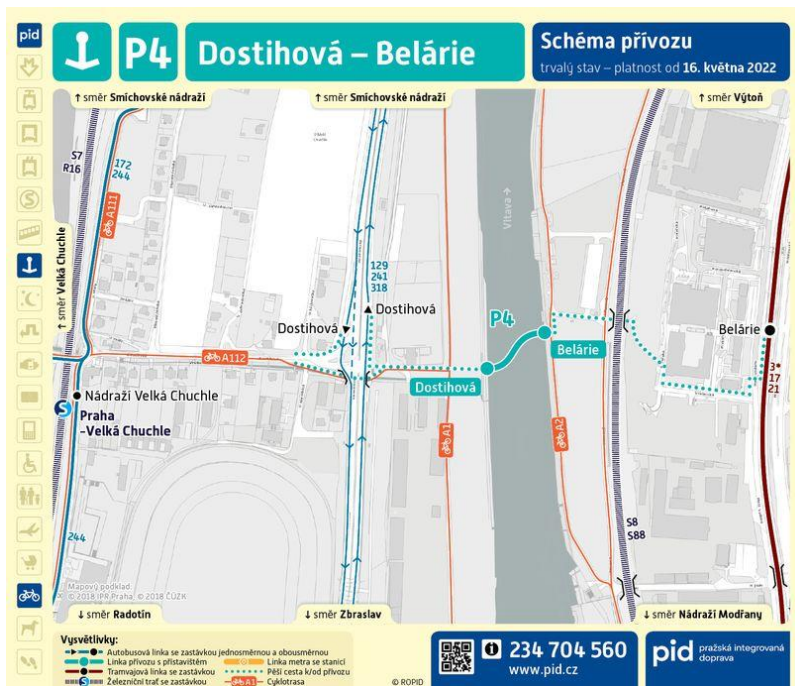 pid
P4
Dostihová – Belárie
Schéma přívozu
trvalý stav – platnost od 16. května 2022
↑ směr Smíchovské nádraží
↑ směr Smíchovské nádraží
↑ směr Výtoň
S7
R16
172
244
A111
↑ směr Velká Chuchle
Vltava →
129
241
318
Dostihová
Dostihová
P4
Belárie
Belárie
A112
Dostihová
3*
17
21
Nádraží Velká Chuchle
S
Praha
-Velká Chuchle
A1
A2
S8
S88
244
Mapový podklad
© 2018 IPR Praha, © 2018 ČÚZK
↓ směr Radotín
↓ směr Zbraslav
↓ směr Nádraží Modřany
Vysvětlivky:
Autobusová linka se zastávkou jednosměrnou a obousměrnou
Linka přívozu s přístavištěm
Linka metra se stanicí
Tramvajová linka se zastávkou
Pěší cesta k/od přívozu
Železniční trať se zastávkou
A1 Cyklotrasa
© ROPID
234 704 560
www.pid.cz
pid pražská integrovaná
doprava